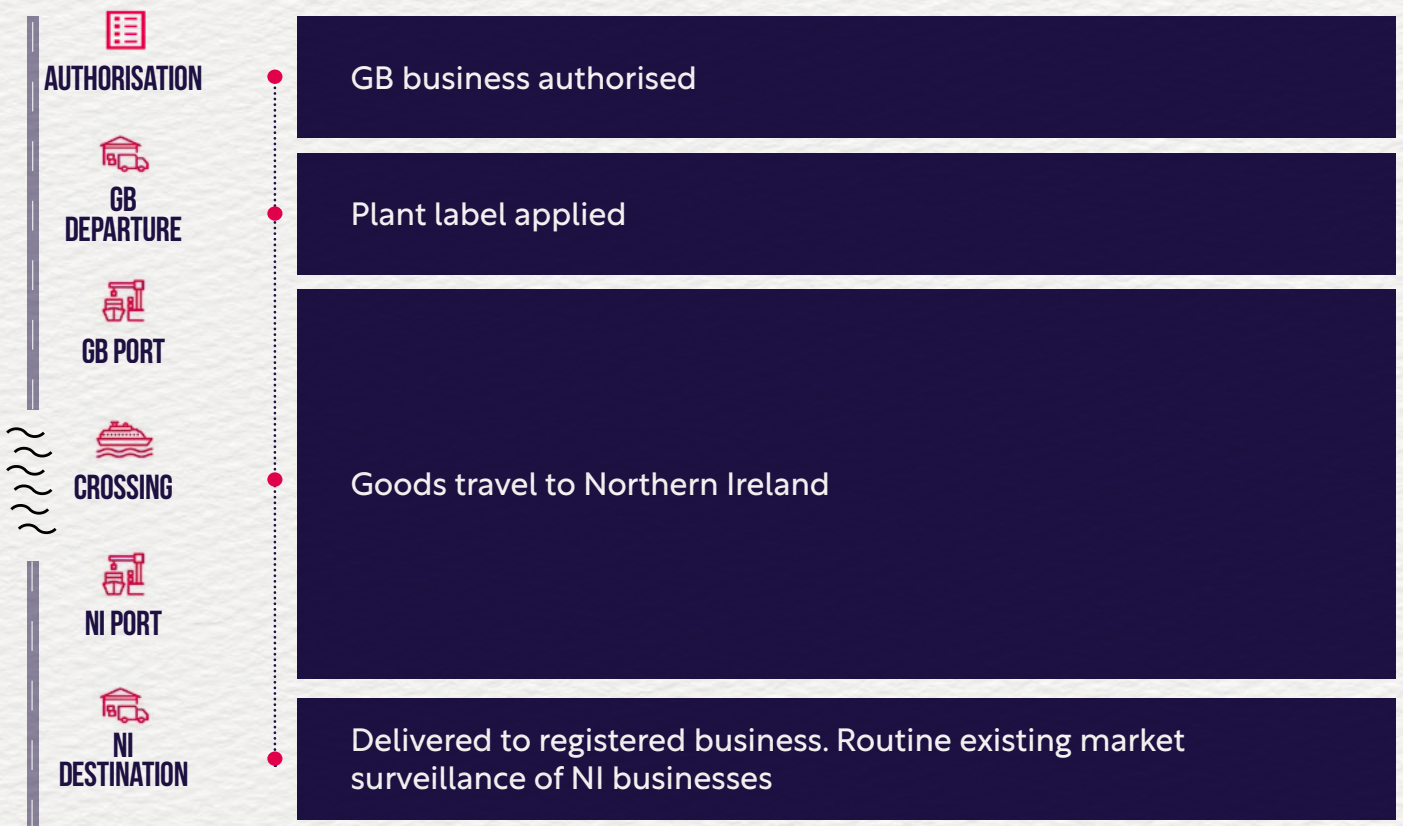 AUTHORISATION
GB business authorised
GB
DEPARTURE
Plant label applied
GB PORT
CROSSING
Goods travel to Northern Ireland
NI PORT
NI
DESTINATION
Delivered to registered business. Routine existing market
surveillance of NI businesses